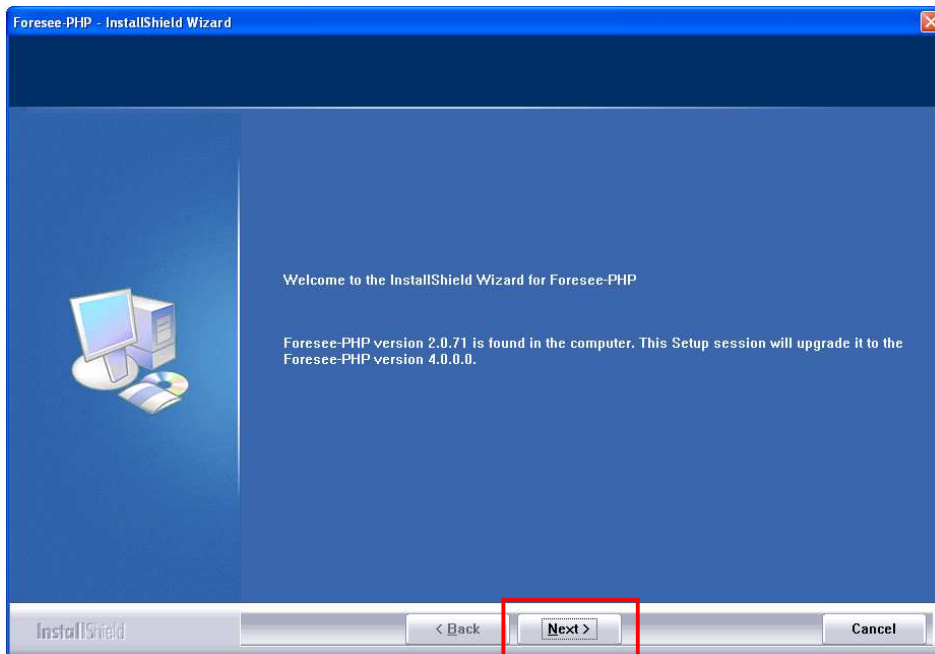 Foresee-PHP - InstallShield Wizard
Welcome to the InstallShield Wizard for Foresee-PHP
Foresee-PHP version 2.0.71 is found in the computer. This Setup session will upgrade it to the
Foresee-PHP version 4.0.0.0.
InstallShield
< Back
Next >
Cancel